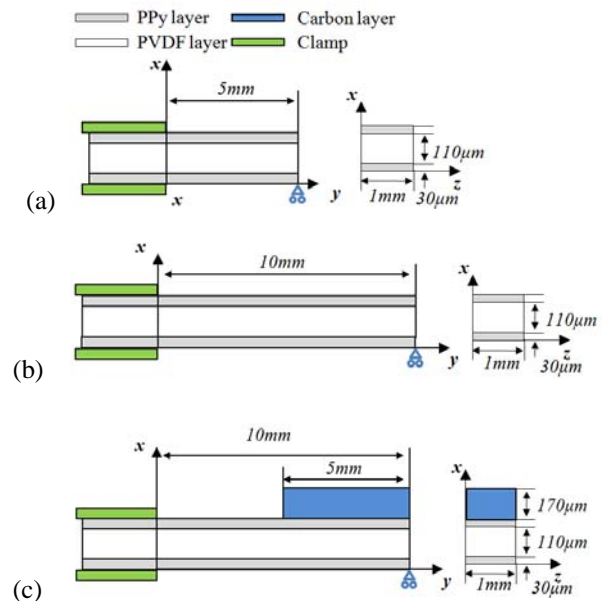 PPy layer
Carbon layer
PVDF layer
Clamp
x
5mm
x
110µm
(a)
x
y
1mm
z
30µm
x
10mm
x
110µm
(b)
y
1mm
z
30µm
x
10mm
5mm
x
170µm
110µm
(c)
y
1mm
z
30µm